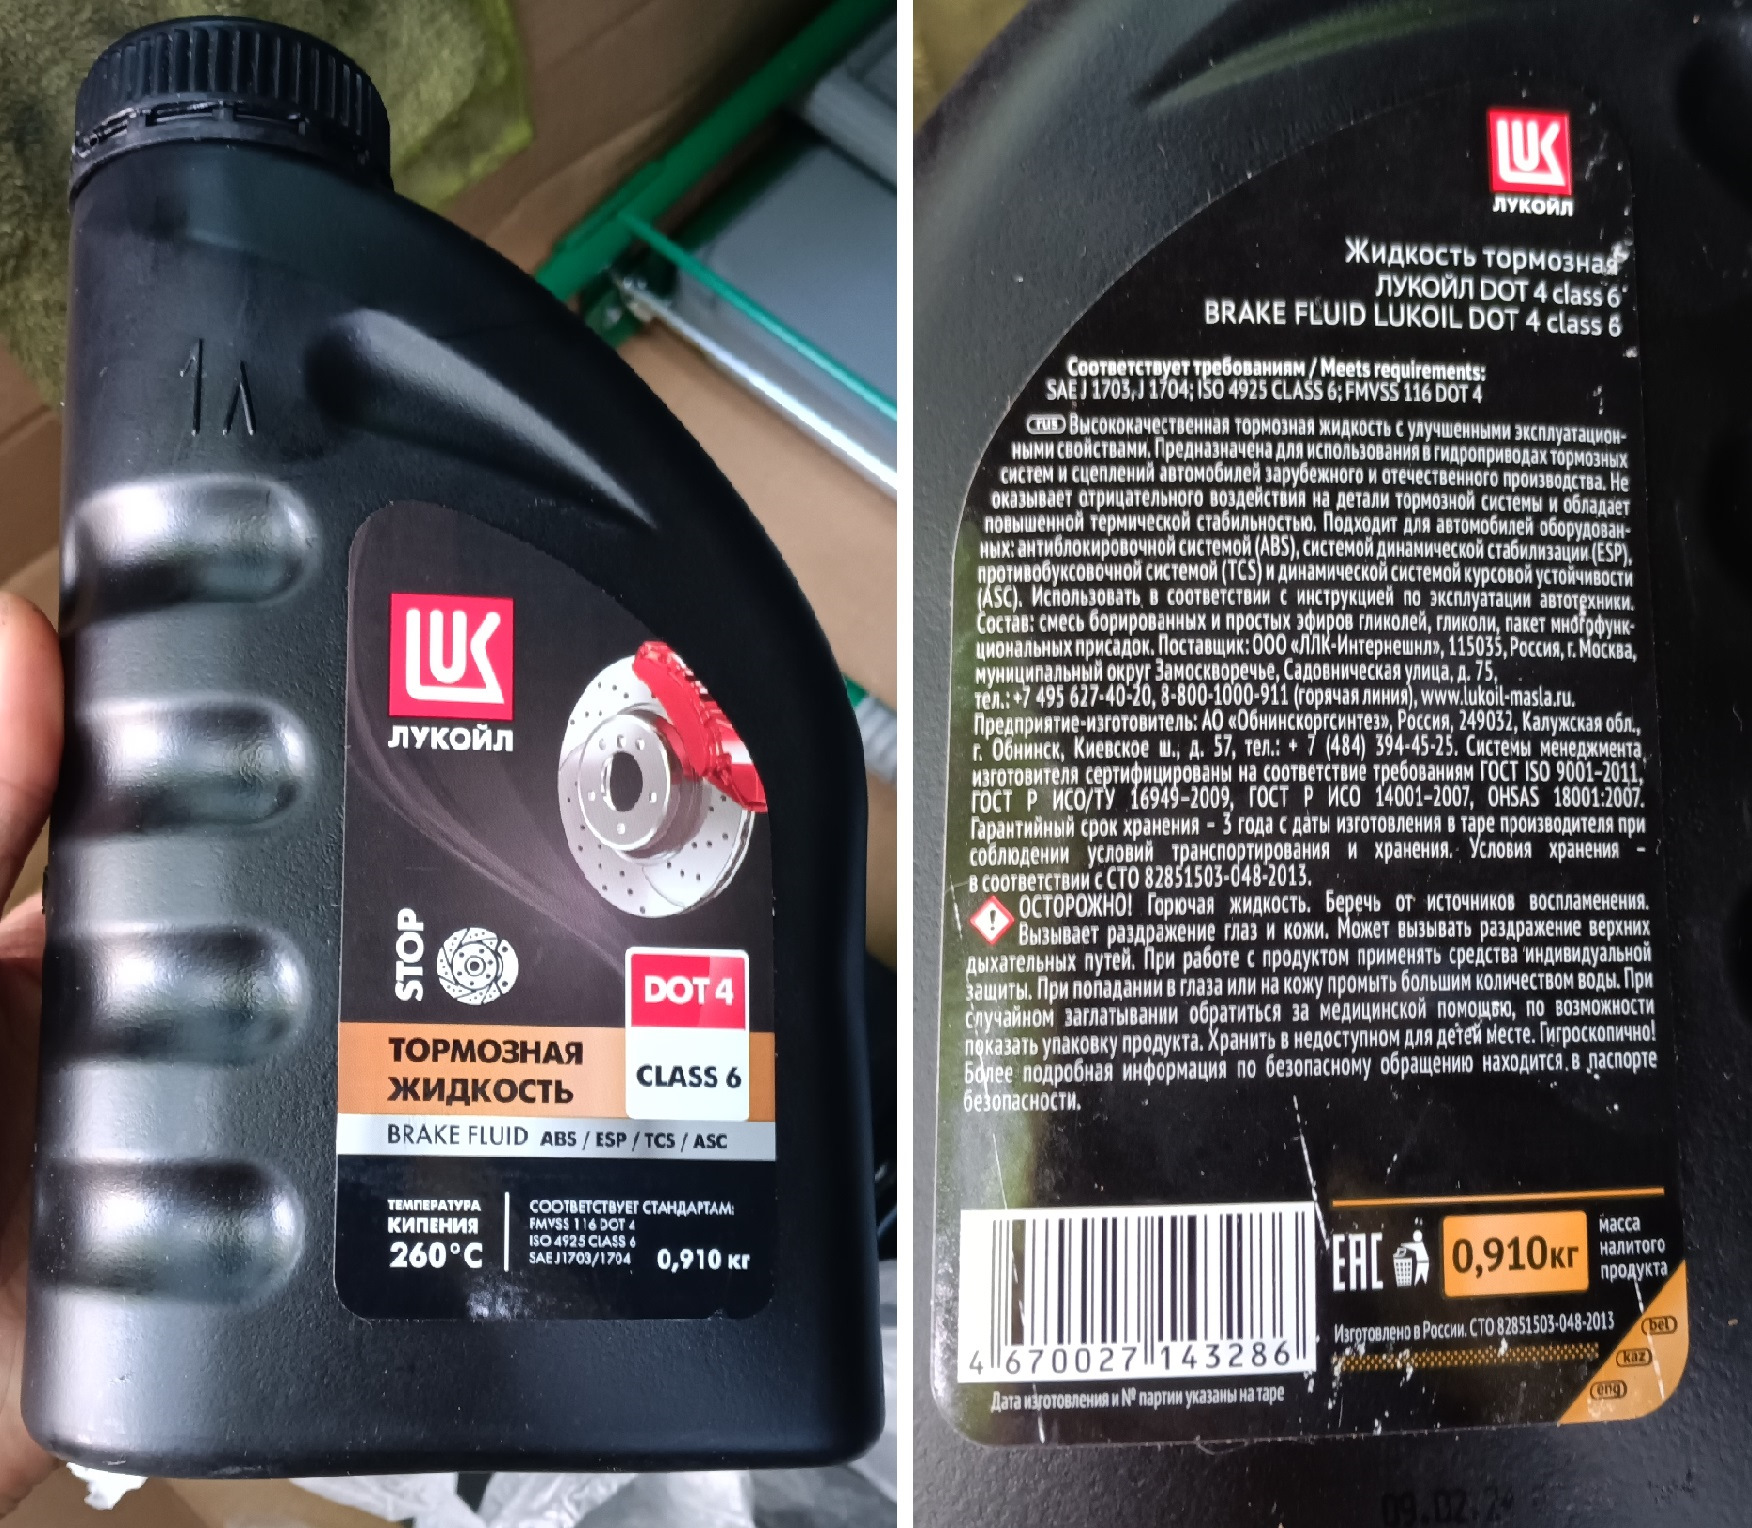 1л
LUK
ЛУКОЙЛ
STOP
DOT 4
CLASS 6
ТОРМОЗНАЯ
ЖИДКОСТЬ
BRAKE FLUID ABS / ESP / TCS / ASC
ТЕМПЕРАТУРА
КИПЕНИЯ
260°C
СООТВЕТСТВУЕТ СТАНДАРТАМ:
FMVSS 116 DOT 4
ISO 4925 CLASS 6
SAE J1703/1704
0,910 кг
LUK
ЛУКОЙЛ
Жидкость тормозная
ЛУКОЙЛ DOT 4 class 6
BRAKE FLUID LUKOIL DOT 4 class 6
Соответствует требованиям / Meets requirements:
SAE J 1703, J 1704; ISO 4925 CLASS 6; FMVSS 116 DOT 4
rus Высококачественная тормозная жидкость с улучшенными эксплуатацион-
ными свойствами. Предназначена для использования в гидроприводах тормозных
систем и сцеплений автомобилей зарубежного и отечественного производства. Не
оказывает отрицательного воздействия на детали тормозной системы и обладает
повышенной термической стабильностью. Подходит для автомобилей оборудован-
ных: антиблокировочной системой (ABS), системой динамической стабилизации (ESP),
противобуксовочной системой (TCS) и динамической системой курсовой устойчивости
(ASC). Использовать в соответствии с инструкцией по эксплуатации автотехники.
Состав: смесь борированных и простых эфиров гликолей, гликоли, пакет многофунк-
циональных присадок. Поставщик: ООО «ЛЛК-Интернешнл», 115035, Россия, г. Москва,
муниципальный округ Замоскворечье, Садовническая улица, д. 75,
тел.: +7 495 627-40-20, 8-800-1000-911 (горячая линия), www.lukoil-masla.ru.
Предприятие-изготовитель: АО «Обнинскоргсинтез», Россия, 249032, Калужская обл.,
г. Обнинск, Киевское ш., д. 57, тел.: + 7 (484) 394-45-25. Системы менеджмента
изготовителя сертифицированы на соответствие требованиям ГОСТ ISO 9001-2011,
ГОСТ Р ИСО/ТУ 16949-2009, ГОСТ Р ИСО 14001-2007, OHSAS 18001:2007.
Гарантийный срок хранения – 3 года с даты изготовления в таре производителя при
соблюдении условий транспортирования и хранения. Условия хранения –
в соответствии с СТО 82851503-048-2013.
ОСТОРОЖНО! Горючая жидкость. Беречь от источников воспламенения.
Вызывает раздражение глаз и кожи. Может вызывать раздражение верхних
дыхательных путей. При работе с продуктом применять средства индивидуальной
защиты. При попадании в глаза или на кожу промыть большим количеством воды. При
случайном заглатывании обратиться за медицинской помощью, по возможности
показать упаковку продукта. Хранить в недоступном для детей месте. Гигроскопично!
Более подробная информация по безопасному обращению находится в паспорте
безопасности.
4 670027 143286
Дата изготовления и № партии указаны на таре
EAC
0,910кг
масса
налитого
продукта
Изготовлено в России. СТО 82851503-048-2013
bel
kaz
eng